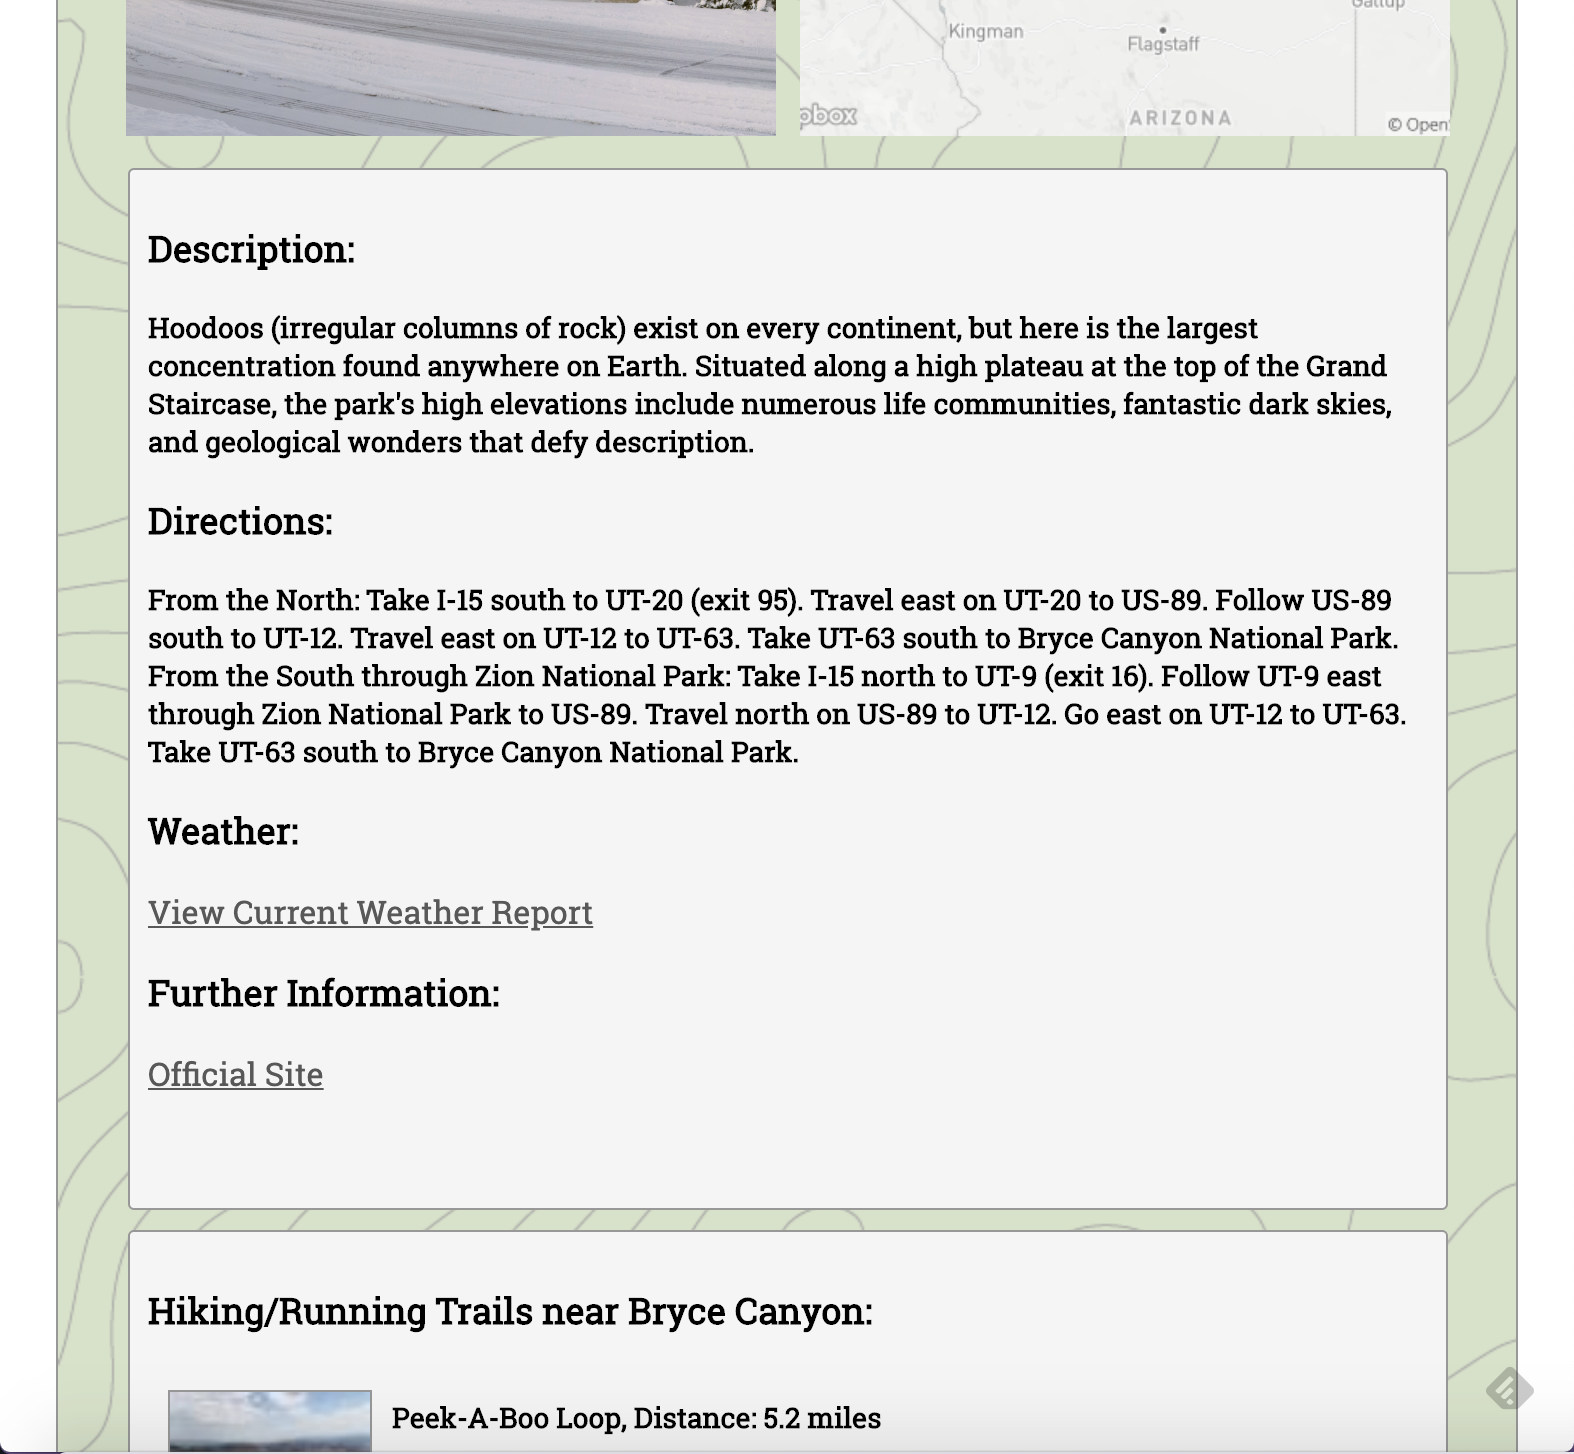 Gallup
Kingman
Flagstaff
ARIZONA
© Open
Description:
Hoodoos (irregular columns of rock) exist on every continent, but here is the largest
concentration found anywhere on Earth. Situated along a high plateau at the top of the Grand
Staircase, the park's high elevations include numerous life communities, fantastic dark skies,
and geological wonders that defy description.
Directions:
From the North: Take I-15 south to UT-20 (exit 95). Travel east on UT-20 to US-89. Follow US-89
south to UT-12. Travel east on UT-12 to UT-63. Take UT-63 south to Bryce Canyon National Park.
From the South through Zion National Park: Take I-15 north to UT-9 (exit 16). Follow UT-9 east
through Zion National Park to US-89. Travel north on US-89 to UT-12. Go east on UT-12 to UT-63.
Take UT-63 south to Bryce Canyon National Park.
Weather:
View Current Weather Report
Further Information:
Official Site
Hiking/Running Trails near Bryce Canyon:
Peek-A-Boo Loop, Distance: 5.2 miles